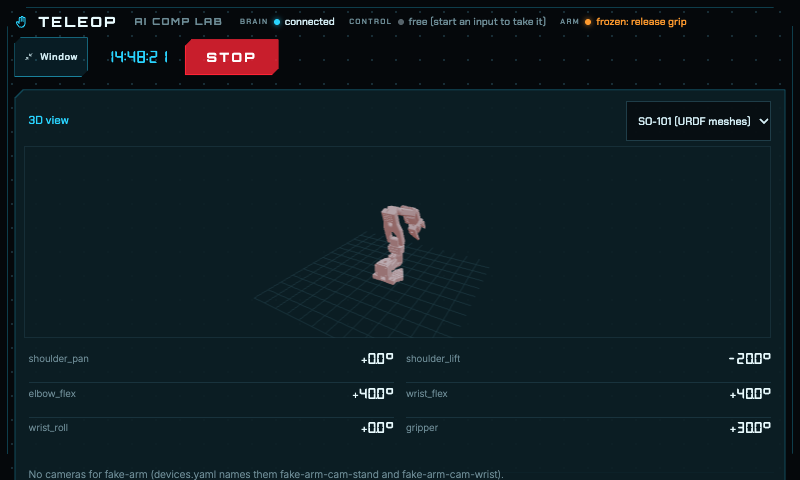 TELEOP AI COMP LAB BRAIN connected CONTROL free (start an input to take it) ARM frozen: release grip
Window 14:48:21 STOP
3D view SO-101 (URDF meshes)
shoulder_pan +0.0° shoulder_lift -20.0°
elbow_flex +40.0° wrist_flex +40.0°
wrist_roll +0.0° gripper +30.0°
No cameras for fake-arm (devices.yaml names them fake-arm-cam-stand and fake-arm-cam-wrist).